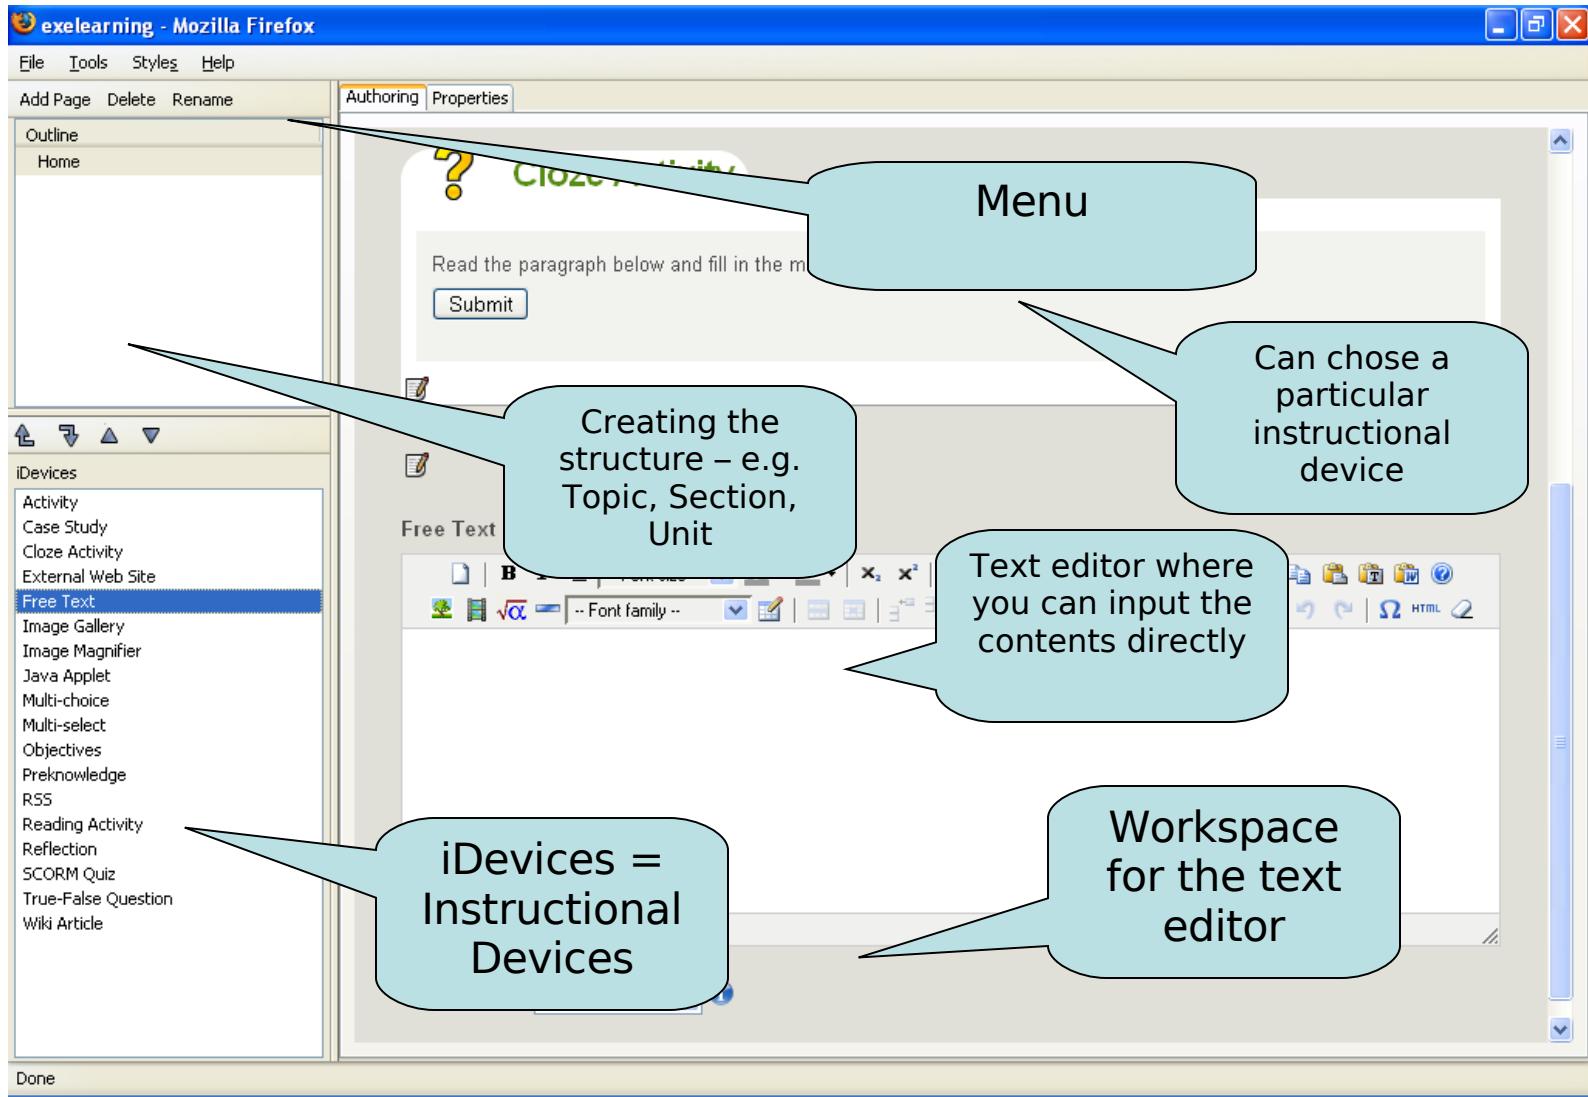 exelearning - Mozilla Firefox
File Tools Styles Help
Add Page Delete Rename
Authoring Properties
Outline
Home
Cloze Activity
Menu
Read the paragraph below and fill in the m
Submit
Can chose a
particular
instructional
device
Creating the
structure – e.g.
Topic, Section,
Unit
iDevices
Activity
Case Study
Cloze Activity
External Web Site
Free Text
Image Gallery
Image Magnifier
Java Applet
Multi-choice
Multi-select
Objectives
Preknowledge
RSS
Reading Activity
Reflection
SCORM Quiz
True-False Question
Wiki Article
Free Text
B
x₂ x²
-- Font family --
HTML
Text editor where
you can input the
contents directly
Workspace
for the text
editor
iDevices =
Instructional
Devices
Done